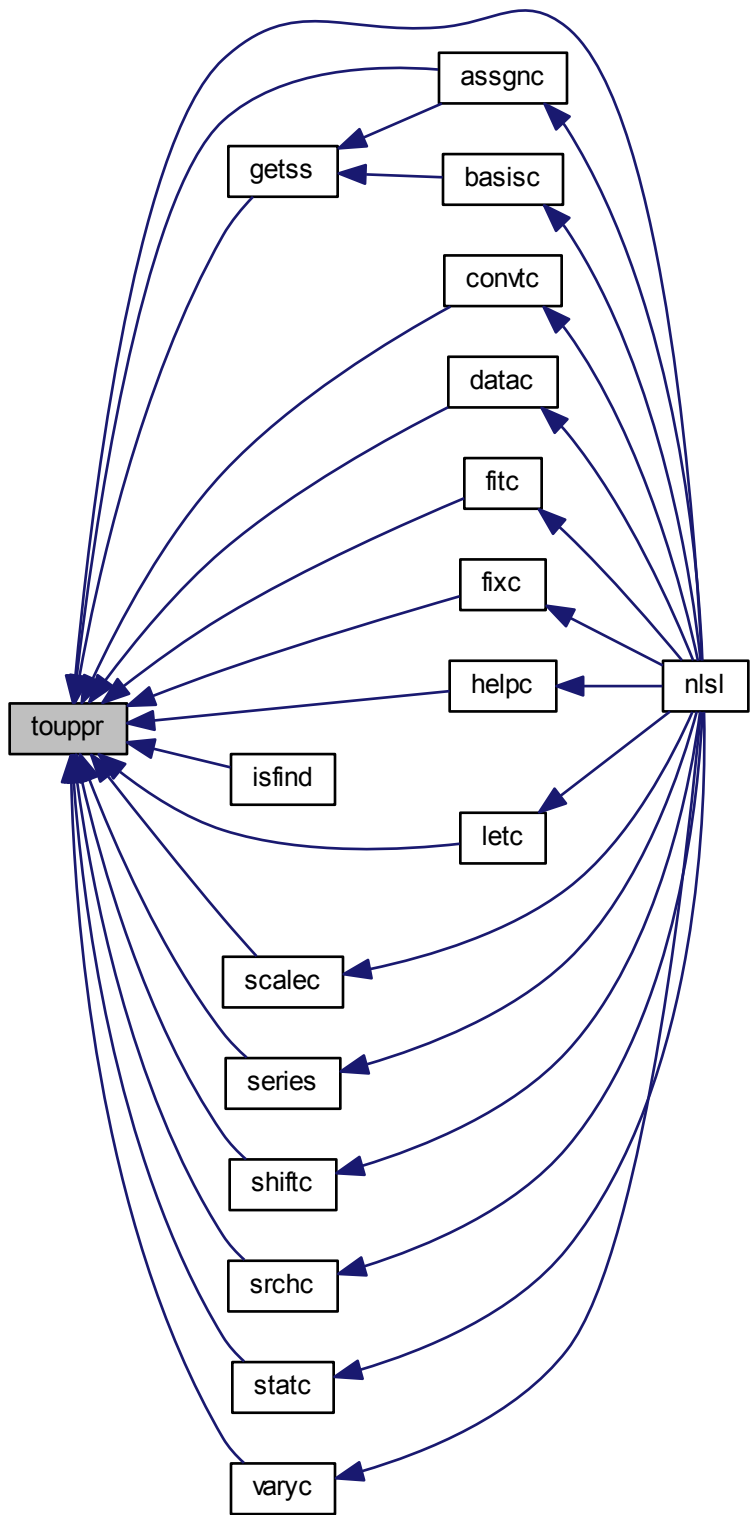 assgnc
getss
basisc
convtc
datac
fitc
fixc
helpc
nlsl
touppr
isfind
letc
scalec
series
shiftc
srchc
statc
varyc